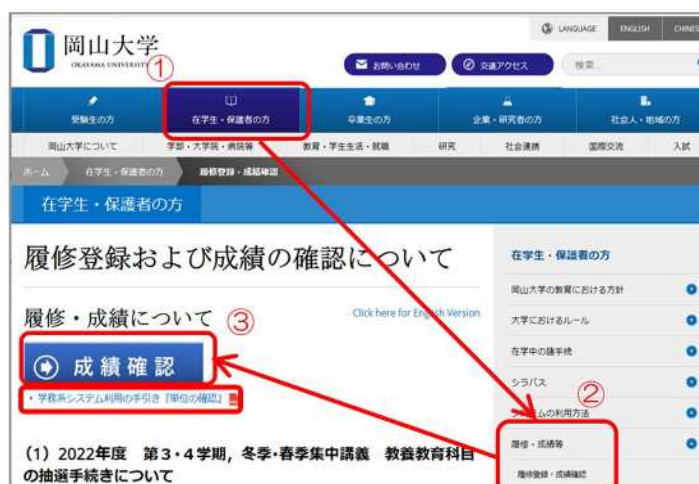 LANGUAGE ENGLISH CHINES
岡山大学
OKAYAMA UNIVERSITY
①
お問い合わせ 交通アクセス 検索...
受験生の方 在学生・保護者の方 卒業生の方 企業・研究者の方 社会人・地域の方
岡山大学について 学部・大学院・病院等 教育・学生生活・就職 研究 社会連携 国際交流 入試
ホーム 在学生・保護者の方 履修登録・成績確認
在学生・保護者の方
履修登録および成績の確認について
履修・成績について ③ Click here for English Version
成績確認
・学務系システム利用の手引き『単位の確認』
(1) 2022年度 第3・4学期，冬季・春季集中講義 教養教育科目
の抽選手続きについて
在学生・保護者の方
岡山大学の教育における方針
大学におけるルール
在学中の諸手続
シラバス
②
システムの利用方法
履修・成績等
履修登録・成績確認